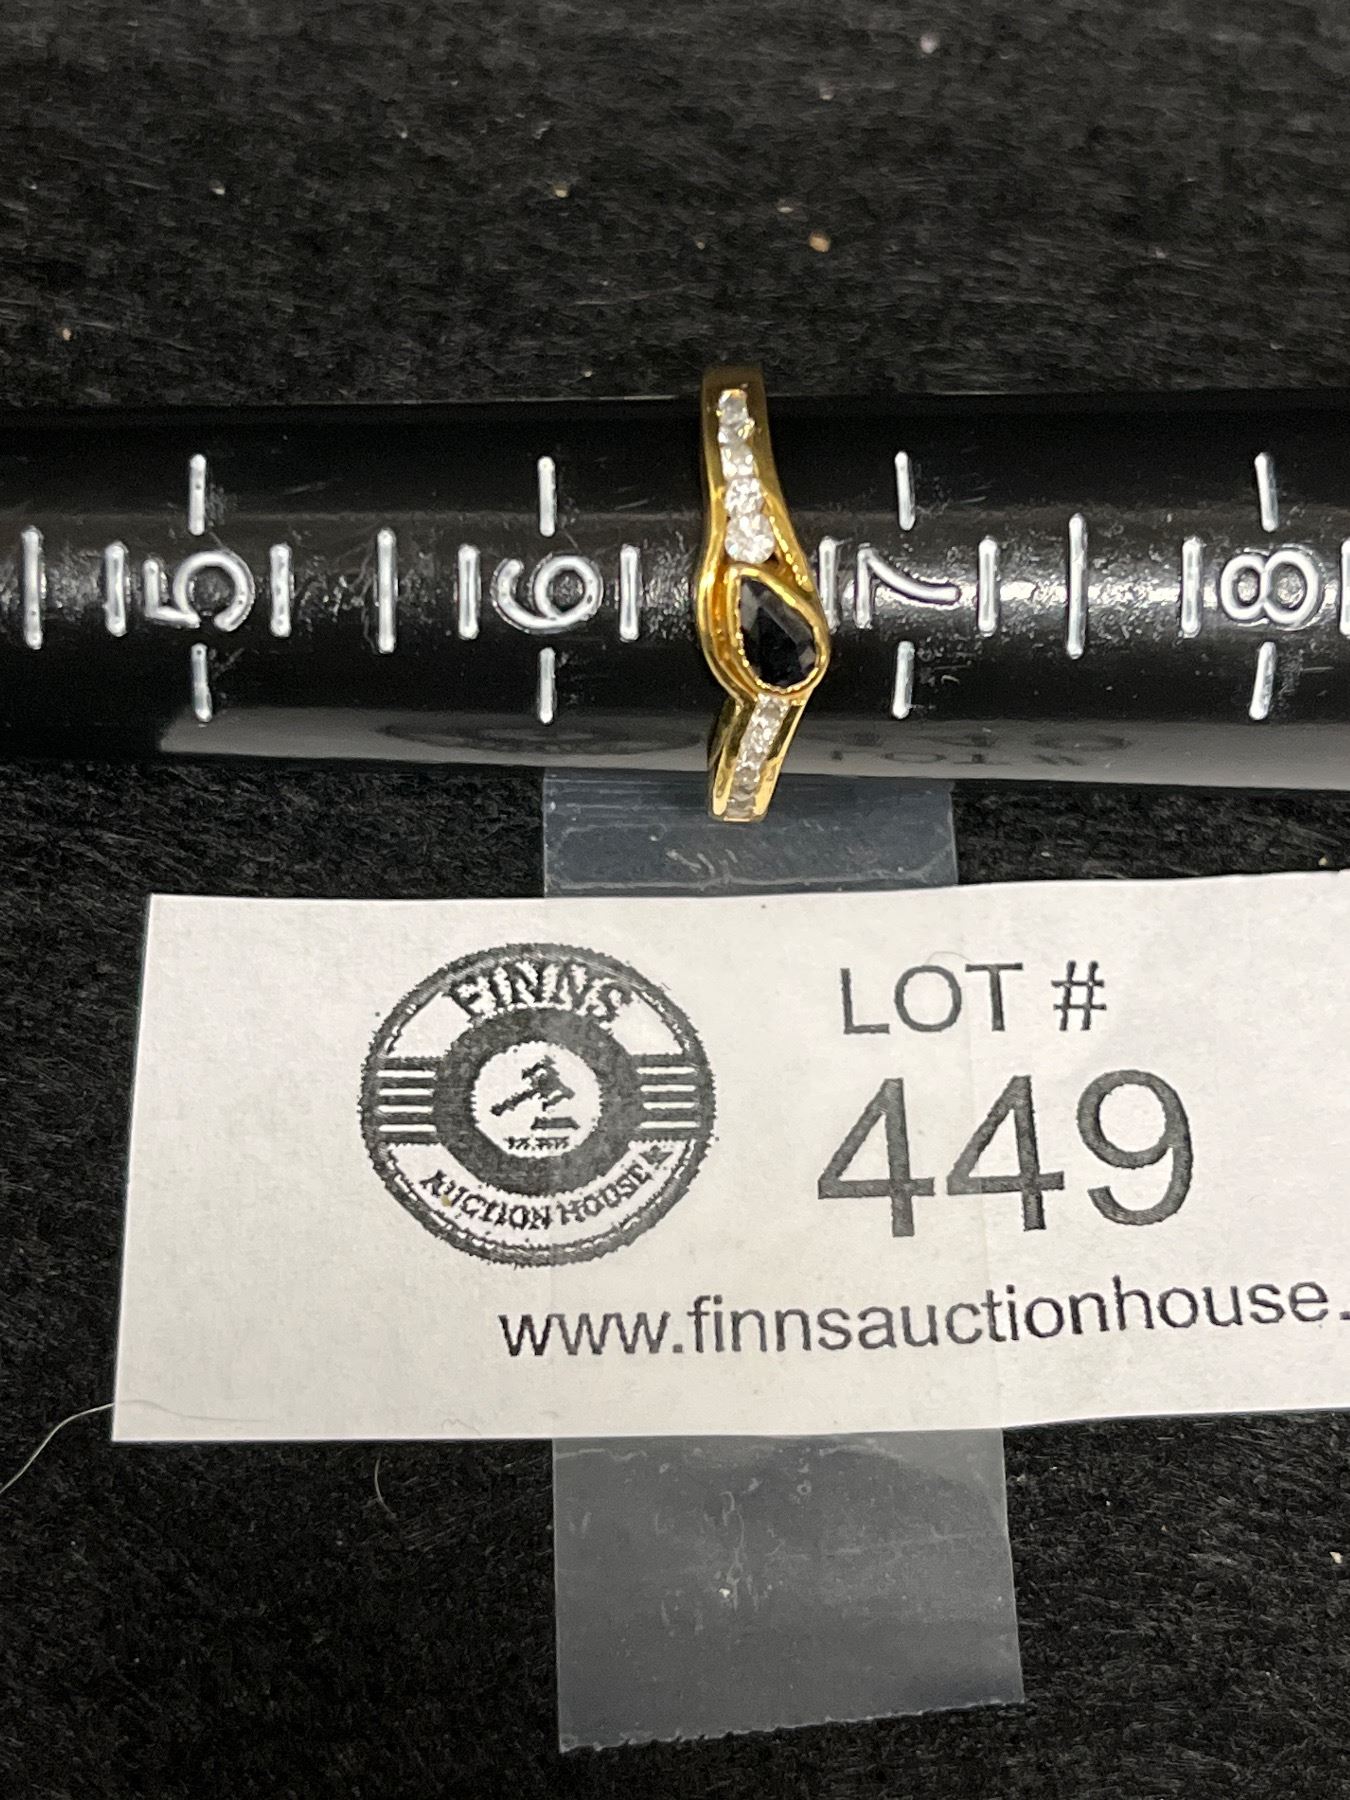 5 6 7 8
FINNS
AUCTION HOUSE
LOT #
449
www.finnsauctionhouse.